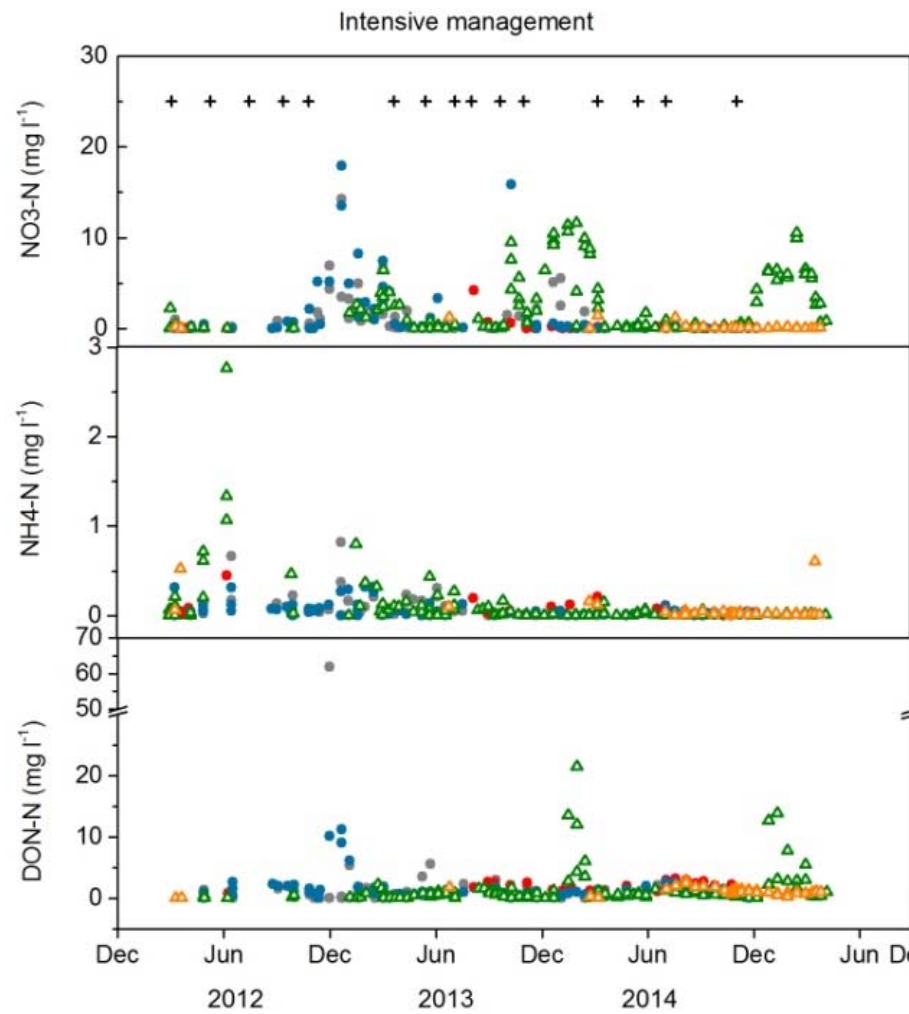 Intensive management
NO3-N (mg l⁻¹)
30
20
10
0
NH4-N (mg l⁻¹)
3
2
1
0
DON-N (mg l⁻¹)
70
60
50
20
10
0
Dec Jun Dec Jun Dec Jun Dec Jun De
2012 2013 2014